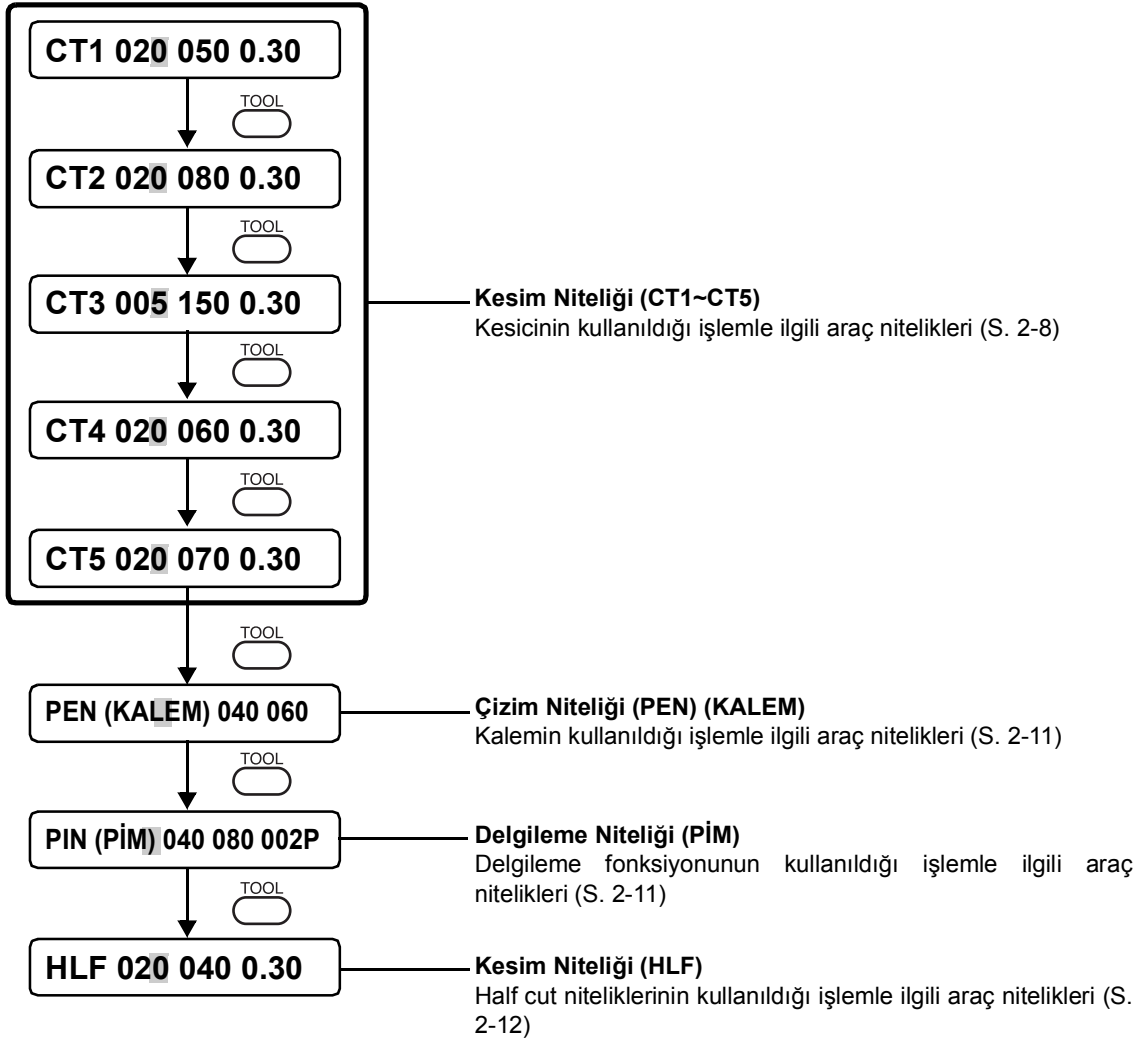 CT1 020 050 0.30
TOOL
CT2 020 080 0.30
TOOL
CT3 005 150 0.30
Kesim Niteliği (CT1~CT5)
Kesicinin kullanıldığı işlemle ilgili araç nitelikleri (S. 2-8)
TOOL
CT4 020 060 0.30
TOOL
CT5 020 070 0.30
TOOL
PEN (KALEM) 040 060
Çizim Niteliği (PEN) (KALEM)
Kalemin kullanıldığı işlemle ilgili araç nitelikleri (S. 2-11)
TOOL
PIN (PİM) 040 080 002P
Delgileme Niteliği (PİM)
Delgileme fonksiyonunun kullanıldığı işlemle ilgili araç
nitelikleri (S. 2-11)
TOOL
HLF 020 040 0.30
Kesim Niteliği (HLF)
Half cut niteliklerinin kullanıldığı işlemle ilgili araç nitelikleri (S.
2-12)